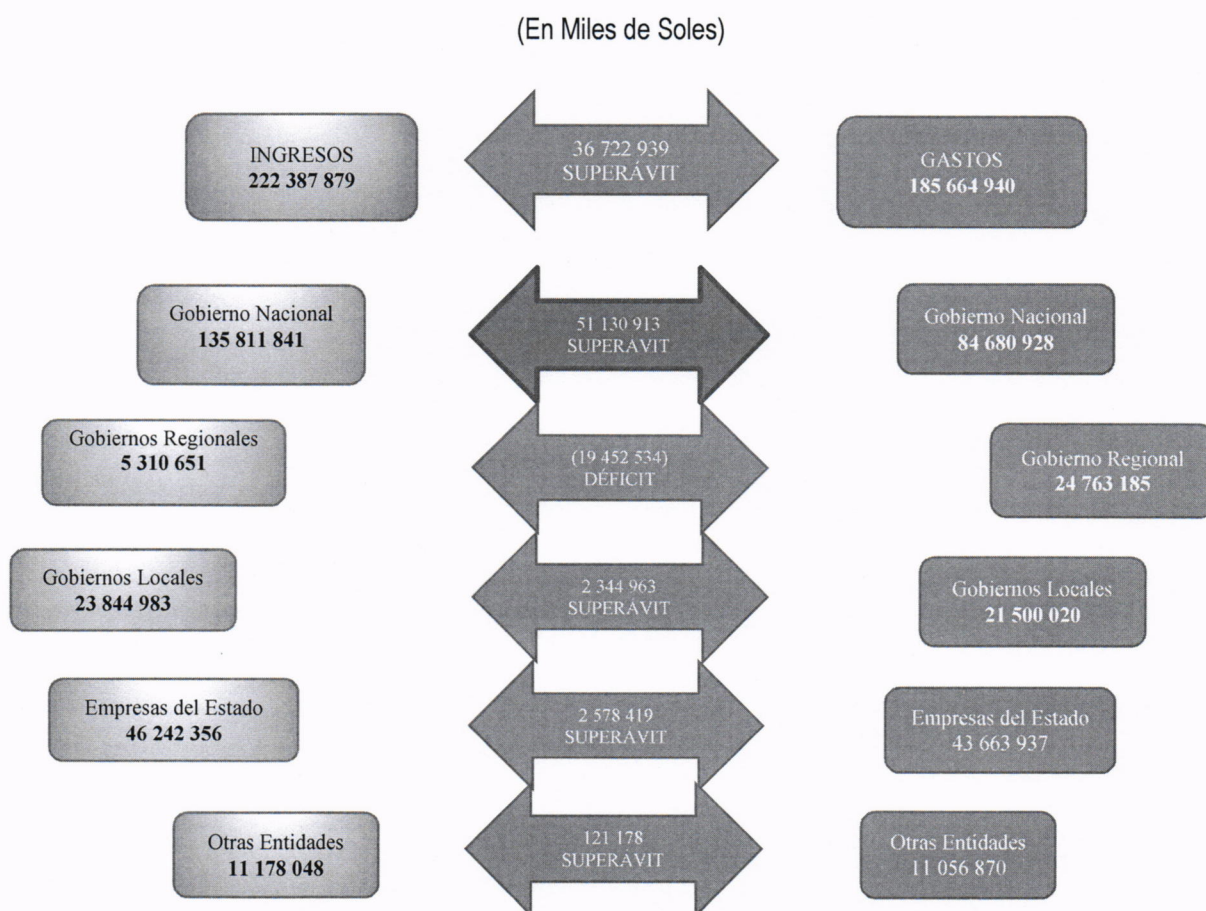 (En Miles de Soles)
INGRESOS
222 387 879
36 722 939
SUPERÁVIT
GASTOS
185 664 940
Gobierno Nacional
135 811 841
51 130 913
SUPERÁVIT
Gobierno Nacional
84 680 928
Gobiernos Regionales
5 310 651
(19 452 534)
DÉFICIT
Gobierno Regional
24 763 185
Gobiernos Locales
23 844 983
2 344 963
SUPERÁVIT
Gobiernos Locales
21 500 020
Empresas del Estado
46 242 356
2 578 419
SUPERÁVIT
Empresas del Estado
43 663 937
Otras Entidades
11 178 048
121 178
SUPERÁVIT
Otras Entidades
11 056 870